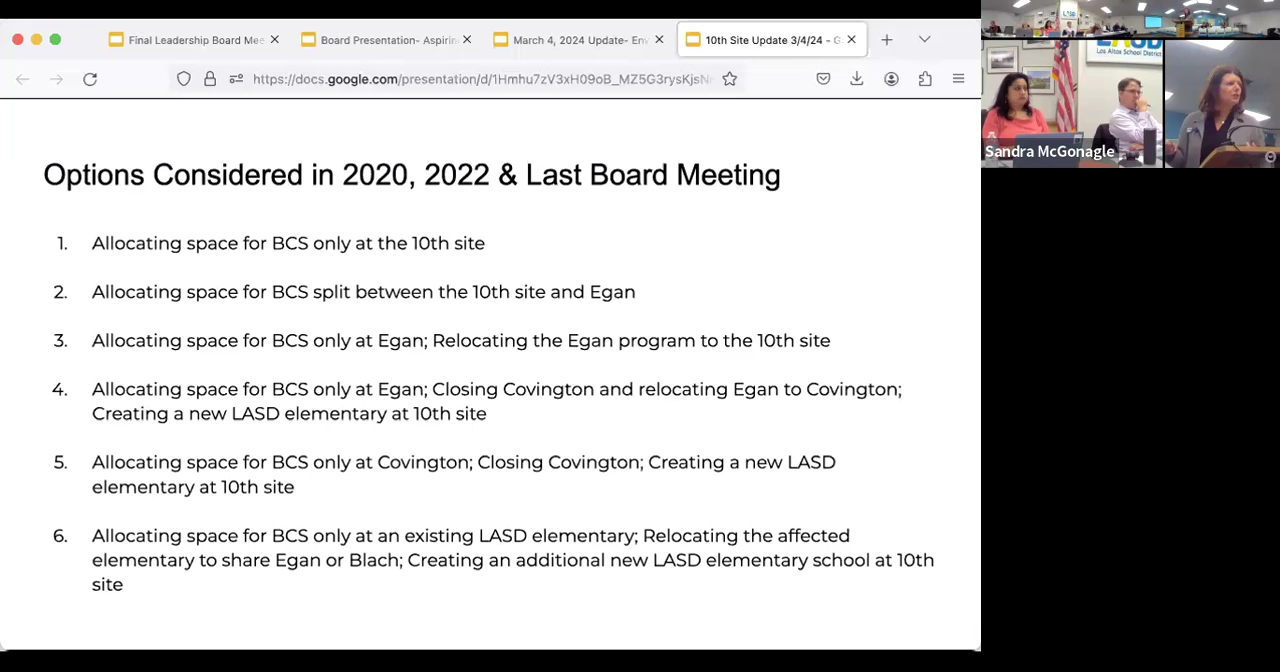 Final Leadership Board Mee
Board Presentation- Aspirin
March 4, 2024 Update- En
10th Site Update 3/4/24 - G
https://docs.google.com/presentation/d/1Hmhu7zV3xH09oB_MZ5G3rysKjsN
Options Considered in 2020, 2022 & Last Board Meeting
1. Allocating space for BCS only at the 10th site
2. Allocating space for BCS split between the 10th site and Egan
3. Allocating space for BCS only at Egan; Relocating the Egan program to the 10th site
4. Allocating space for BCS only at Egan; Closing Covington and relocating Egan to Covington;
Creating a new LASD elementary at 10th site
5. Allocating space for BCS only at Covington; Closing Covington; Creating a new LASD
elementary at 10th site
6. Allocating space for BCS only at an existing LASD elementary; Relocating the affected
elementary to share Egan or Blach; Creating an additional new LASD elementary school at 10th
site
Los Altos School District
Sandra McGonagle